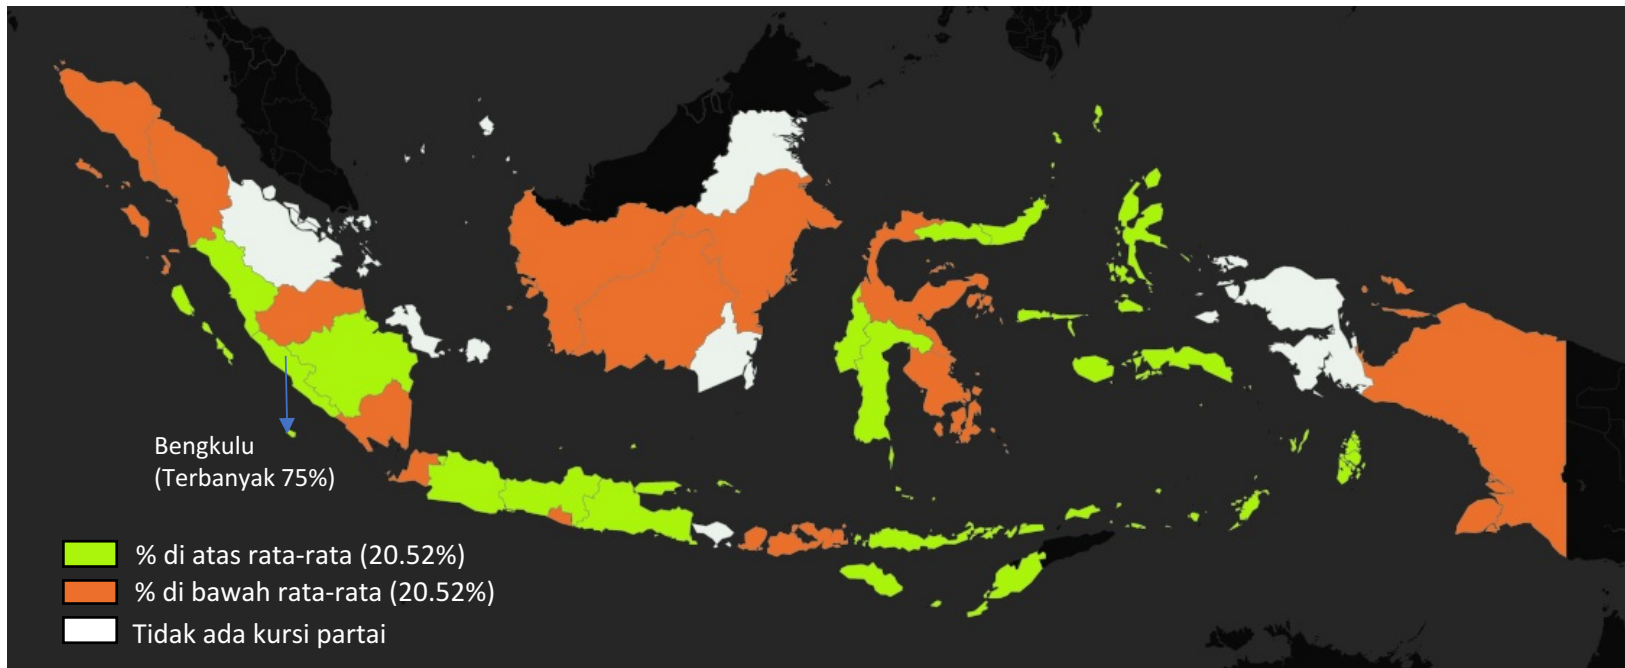 Bengkulu
(Terbanyak 75%)
% di atas rata-rata (20.52%)
% di bawah rata-rata (20.52%)
Tidak ada kursi partai